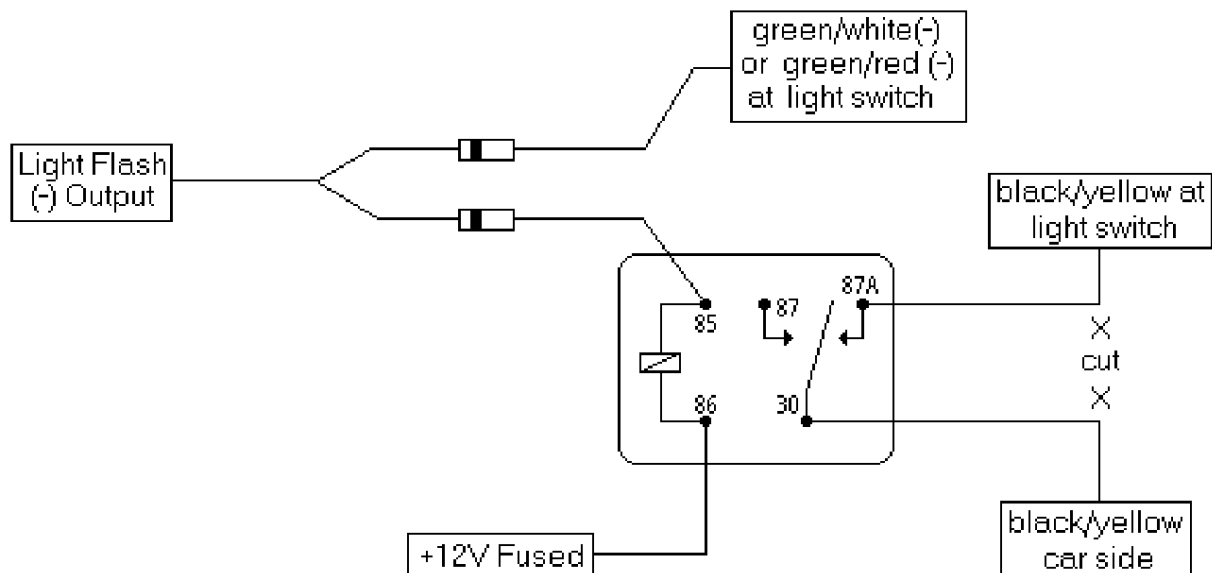 green/white(-)
or green/red (-)
at light switch
Light Flash
(-) Output
black/yellow at
light switch
87A
87
85
X
cut
X
86
30
+12V Fused
black/yellow
car side